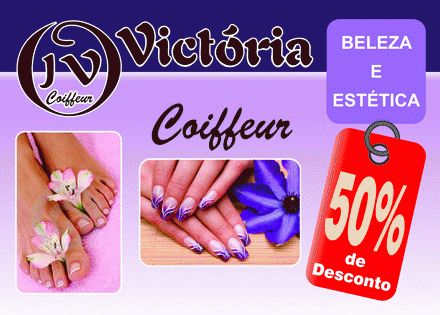 JV
Coiffeur
Victória
BELEZA
E
ESTÉTICA
Coiffeur
50%
de
Desconto